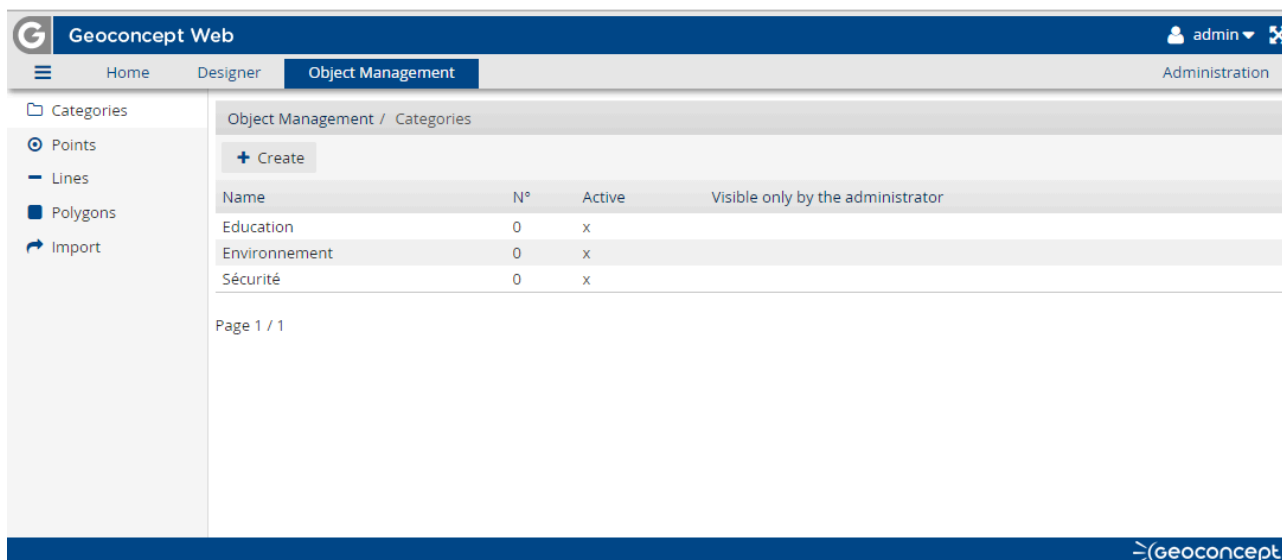 G Geoconcept Web admin
Home Designer Object Management Administration
Categories
Points
Lines
Polygons
Import
Object Management / Categories
+ Create
Name N° Active Visible only by the administrator
Education 0 x
Environnement 0 x
Sécurité 0 x
Page 1 / 1
geoconcept